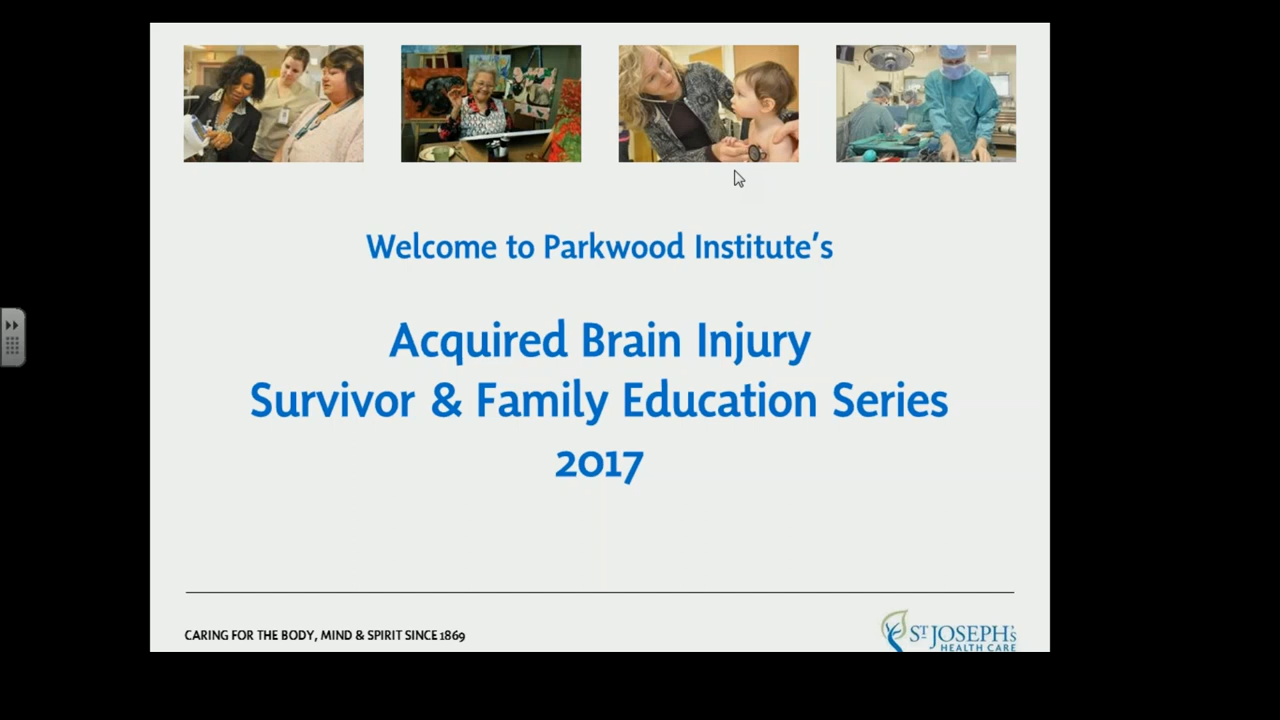 Welcome to Parkwood Institute’s
Acquired Brain Injury
Survivor & Family Education Series
2017
CARING FOR THE BODY, MIND & SPIRIT SINCE 1869
ST JOSEPH's
HEALTH CARE